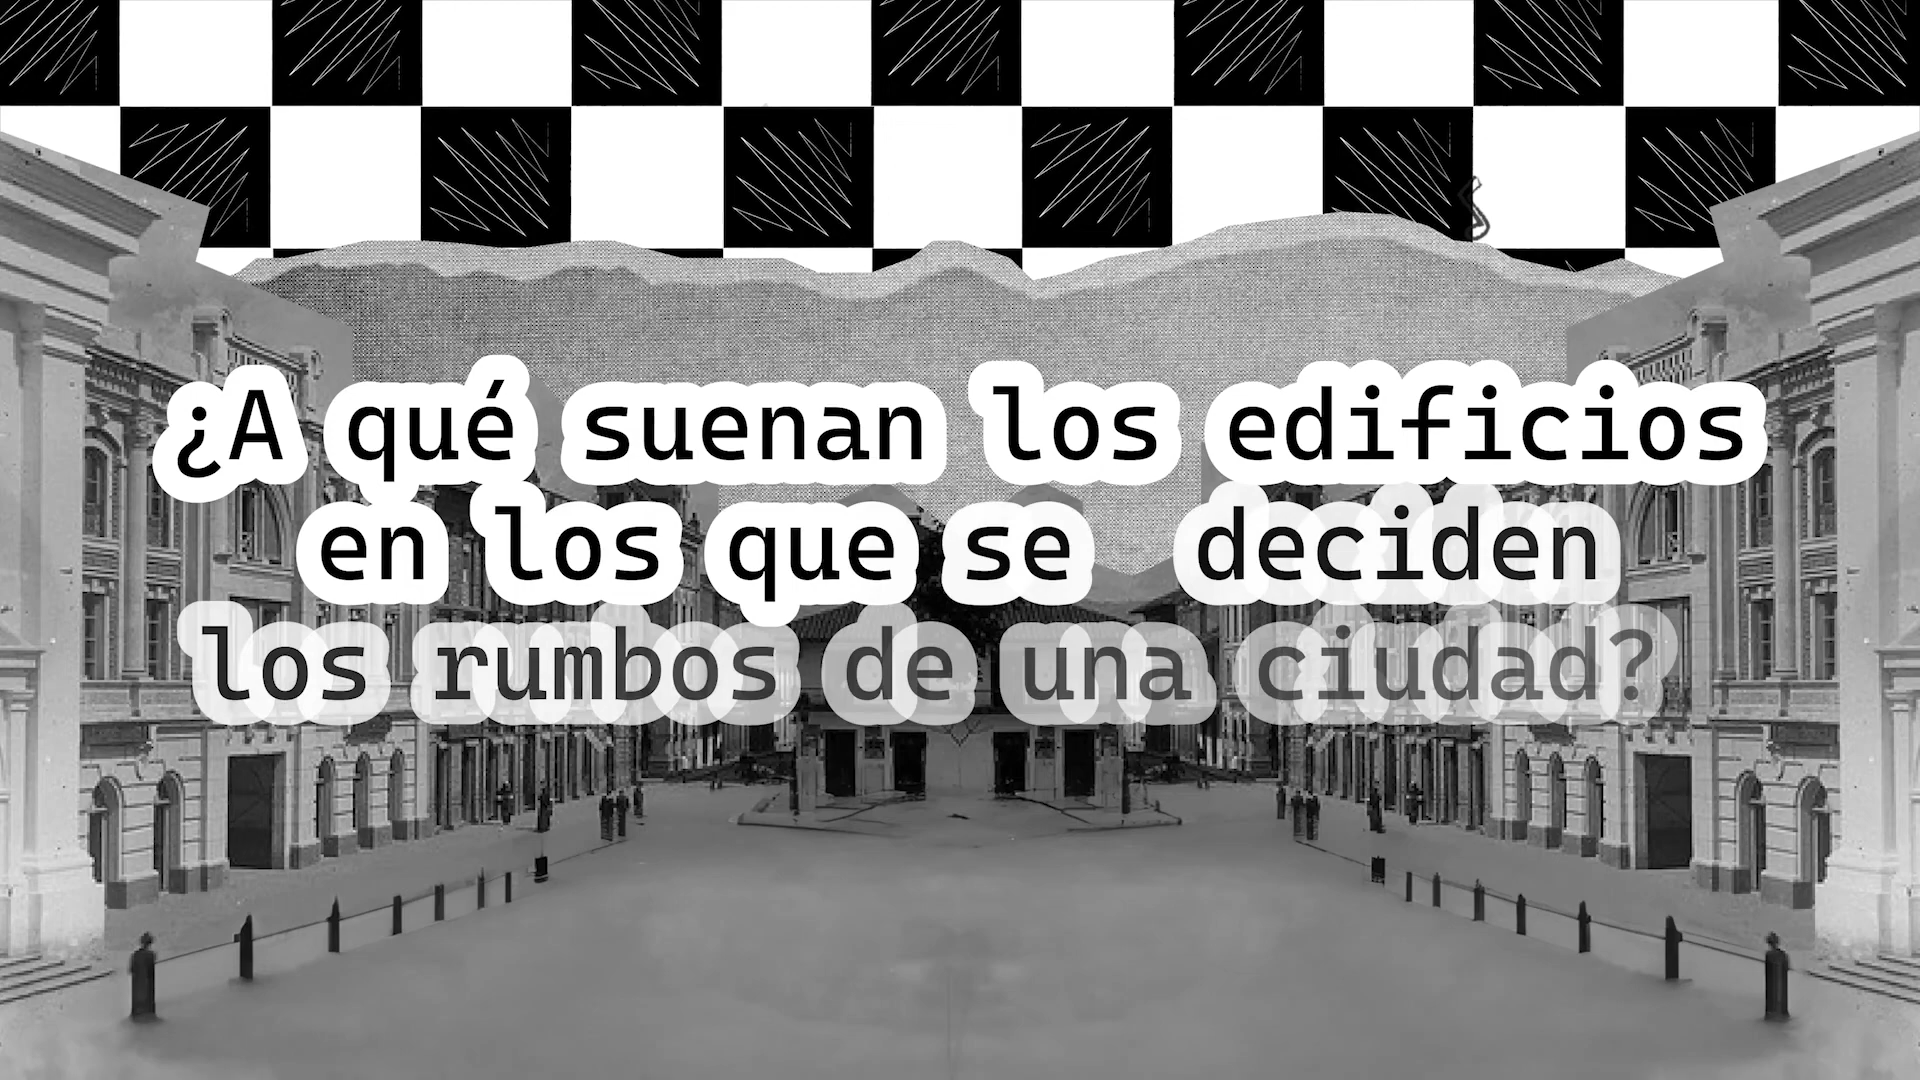 ¿A qué suenan los edificios
en los que se deciden
los rumbos de una ciudad?